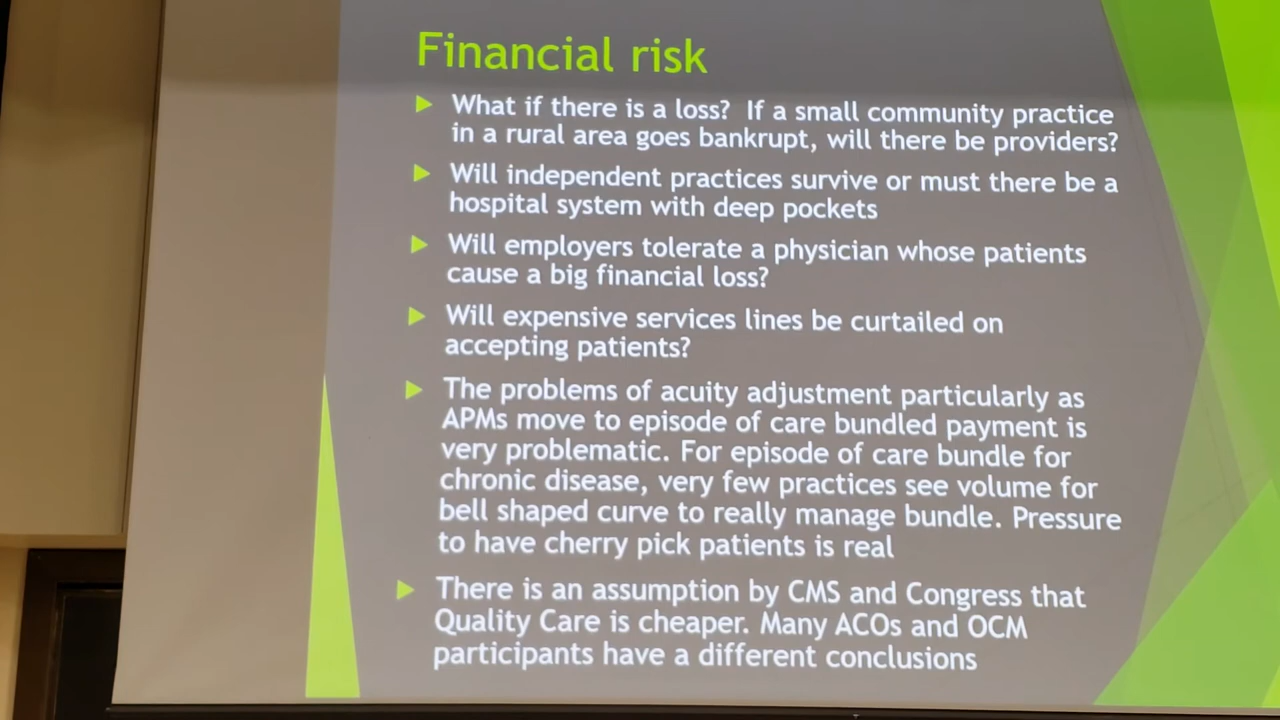 Financial risk
What if there is a loss? If a small community practice
in a rural area goes bankrupt, will there be providers?
Will independent practices survive or must there be a
hospital system with deep pockets
Will employers tolerate a physician whose patients
cause a big financial loss?
Will expensive services lines be curtailed on
accepting patients?
The problems of acuity adjustment particularly as
APMs move to episode of care bundled payment is
very problematic. For episode of care bundle for
chronic disease, very few practices see volume for
bell shaped curve to really manage bundle. Pressure
to have cherry pick patients is real
There is an assumption by CMS and Congress that
Quality Care is cheaper. Many ACOs and OCM
participants have a different conclusions